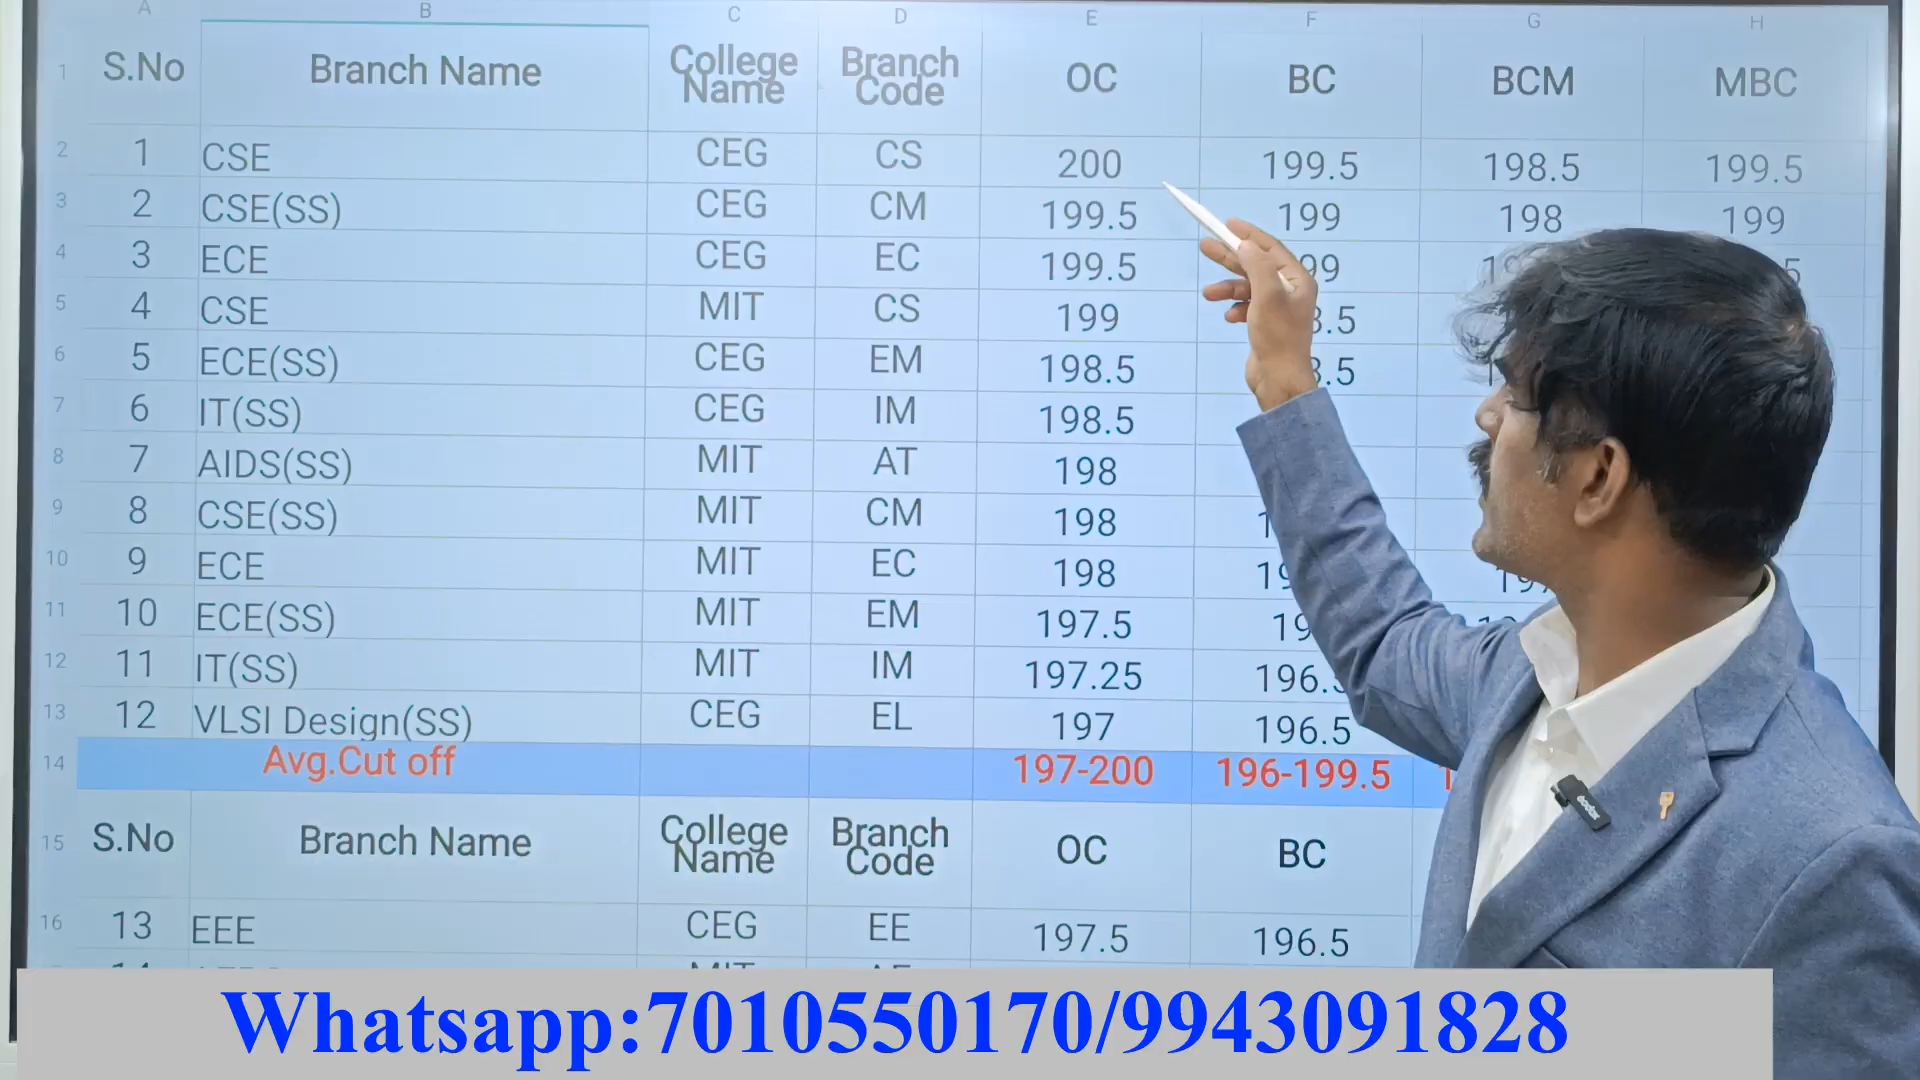 A B C D E F G H
1 S.No Branch Name College Name Branch Code OC BC BCM MBC
2 1 CSE CEG CS 200 199.5 198.5 199.5
3 2 CSE(SS) CEG CM 199.5 199 198 199
4 3 ECE CEG EC 199.5
5 4 CSE MIT CS 199
6 5 ECE(SS) CEG EM 198.5
7 6 IT(SS) CEG IM 198.5
8 7 AIDS(SS) MIT AT 198
9 8 CSE(SS) MIT CM 198
10 9 ECE MIT EC 198
11 10 ECE(SS) MIT EM 197.5
12 11 IT(SS) MIT IM 197.25
13 12 VLSI Design(SS) CEG EL 197 196.5
14 Avg.Cut off 197-200 196-199.5
15 S.No Branch Name College Name Branch Code OC BC
16 13 EEE CEG EE 197.5 196.5
Whatsapp:7010550170/9943091828